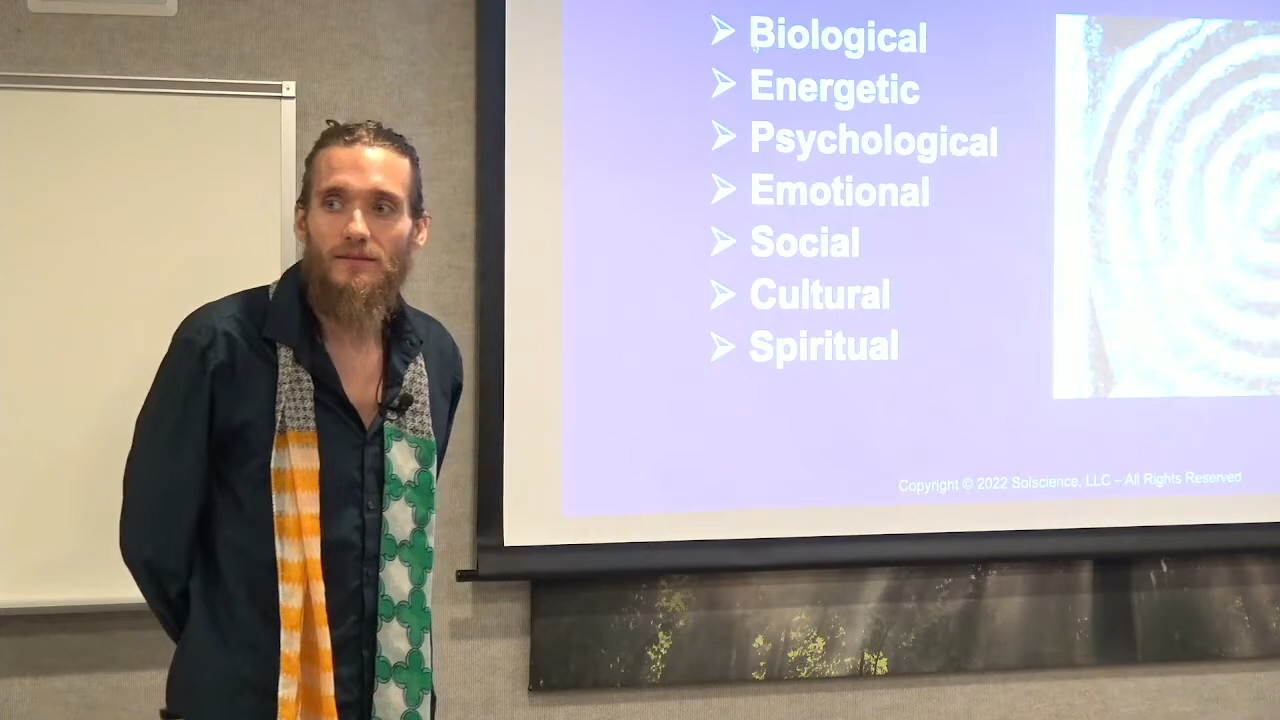 Biological
Energetic
Psychological
Emotional
Social
Cultural
Spiritual
Copyright © 2022 Solscience, LLC – All Rights Reserved